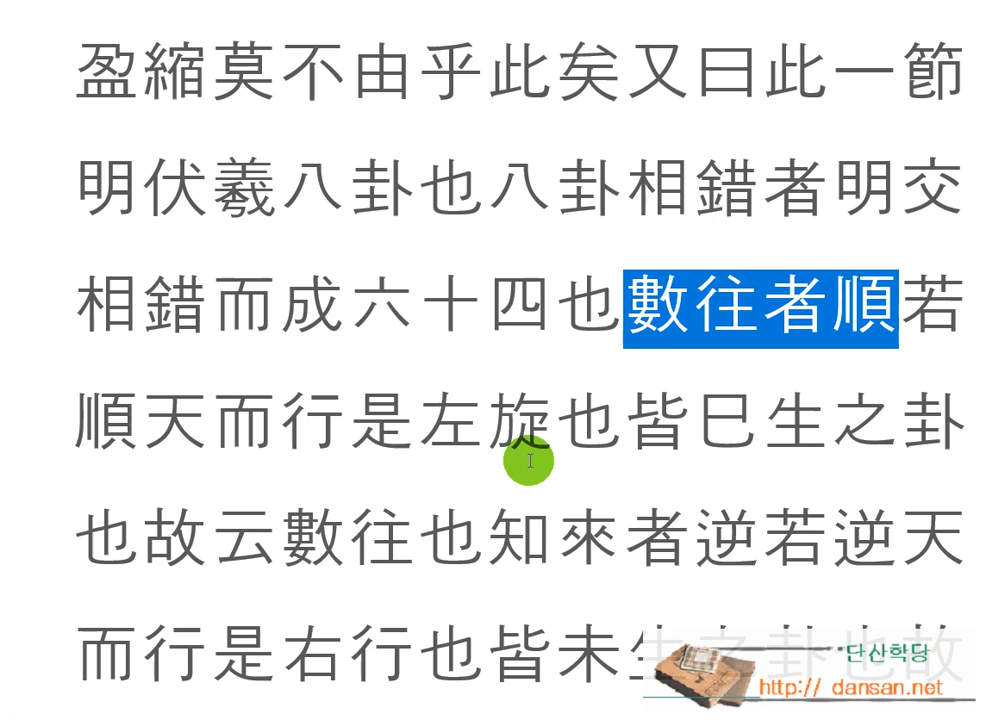 盈縮莫不由乎此矣又曰此一節
明伏羲八卦也八卦相錯者明交
相錯而成六十四也數往者順若
順天而行是左旋也皆巳生之卦
也故云數往也知來者逆若逆天
而行是右行也皆未生之卦也故
단산학당
http:// dansan.net